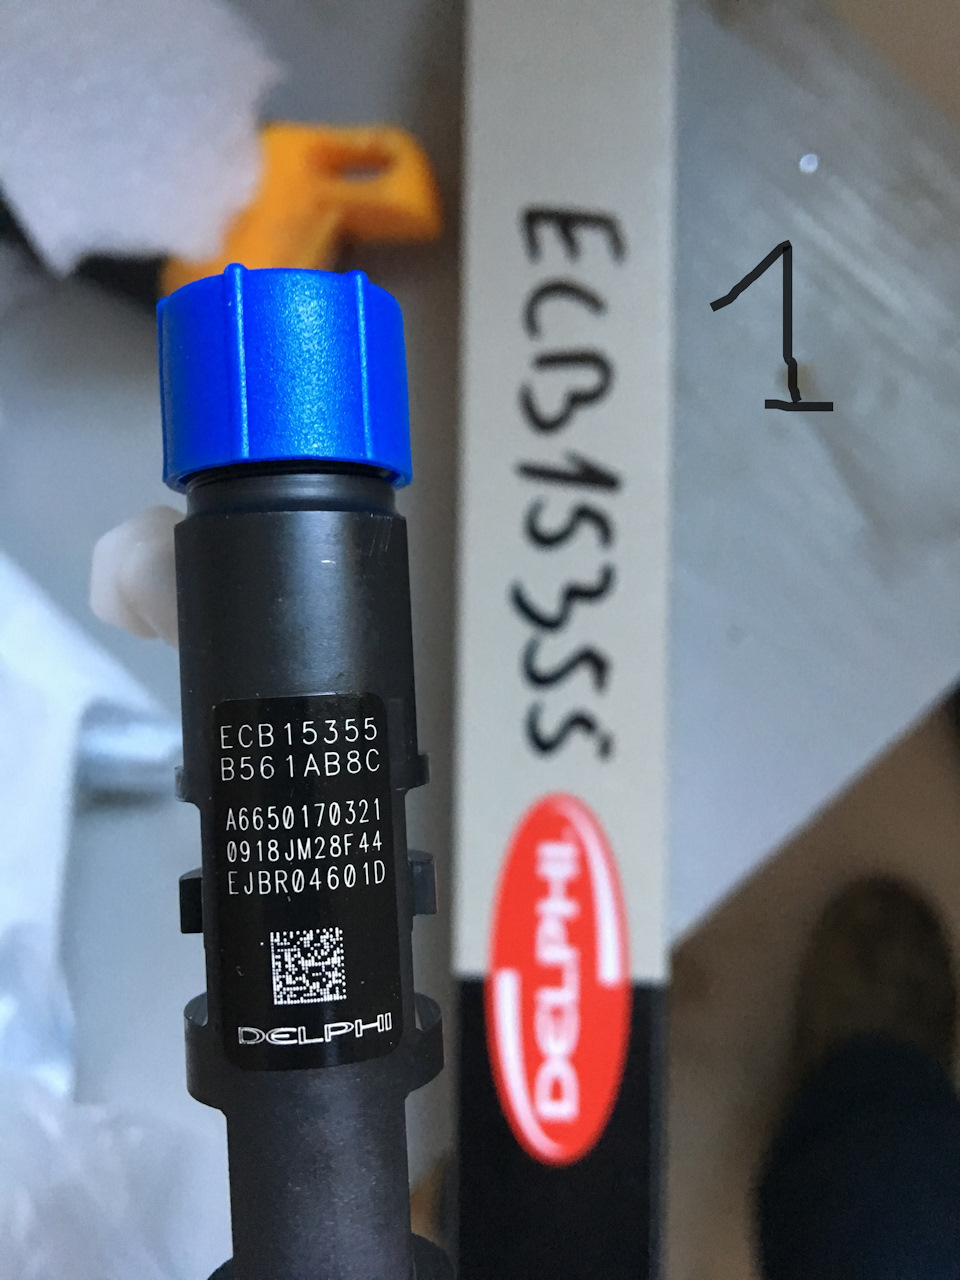 ECB15355
B561AB8C
A6650170321
0918JM28F44
EJBR04601D
DELPHI
ECB15355
DELPHI
1